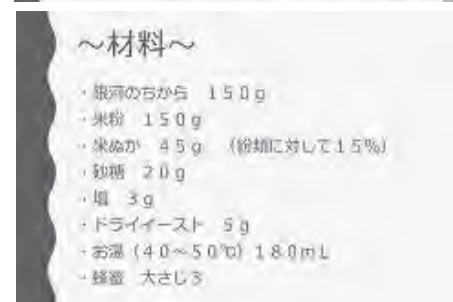 ～材料～
・銀河のちから　１５０ｇ
・米粉　１５０ｇ
・米ぬか　４５ｇ　（粉類に対して１５％）
・砂糖　２０ｇ
・塩　３ｇ
・ドライイースト　５ｇ
・お湯（４０～５０℃）１８０ｍＬ
・蜂蜜　大さじ３